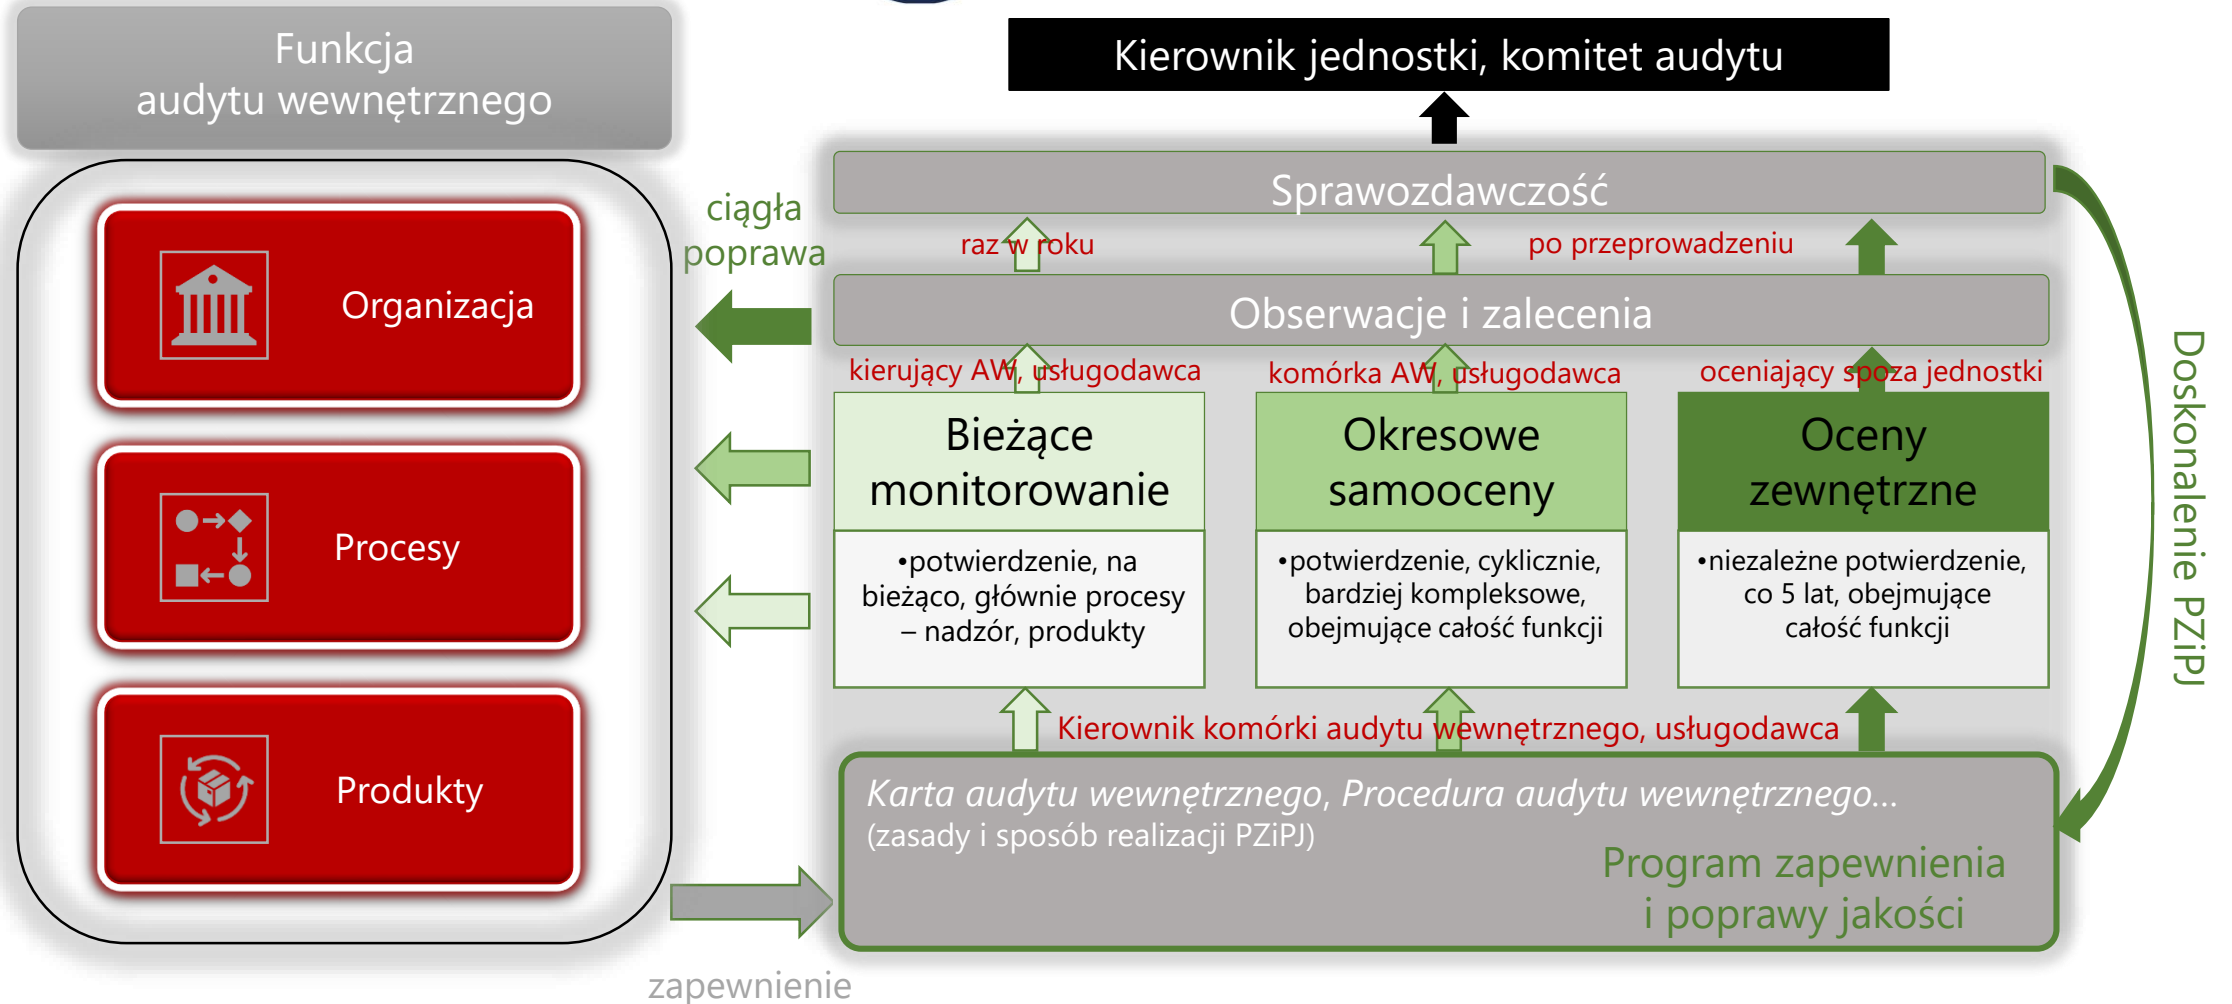 Funkcja
audytu wewnętrznego
Organizacja
Procesy
Produkty
zapewnienie
ciągła
poprawa
Kierownik jednostki, komitet audytu
Sprawozdawczość
raz w roku
po przeprowadzeniu
Obserwacje i zalecenia
kierujący AW, usługodawca
komórka AW, usługodawca
oceniający spoza jednostki
Bieżące
monitorowanie
•potwierdzenie, na
bieżąco, głównie procesy
– nadzór, produkty
Okresowe
samooceny
•potwierdzenie, cyklicznie,
bardziej kompleksowe,
obejmujące całość funkcji
Oceny
zewnętrzne
•niezależne potwierdzenie,
co 5 lat, obejmujące
całość funkcji
Kierownik komórki audytu wewnętrznego, usługodawca
Karta audytu wewnętrznego, Procedura audytu wewnętrznego...
(zasady i sposób realizacji PZiPJ)
Program zapewnienia
i poprawy jakości
Doskonalenie PZiPJ